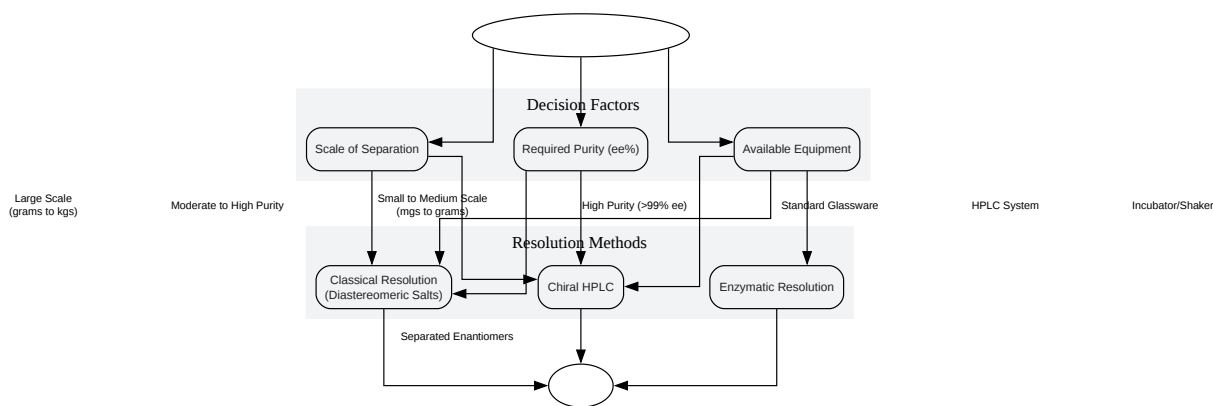 Decision Factors
Scale of Separation
Required Purity (ee%)
Available Equipment
Large Scale
(grams to kgs)
Moderate to High Purity
Small to Medium Scale
(mgs to grams)
High Purity (>99% ee)
Standard Glassware
HPLC System
Incubator/Shaker
Resolution Methods
Classical Resolution
(Diastereomeric Salts)
Chiral HPLC
Enzymatic Resolution
Separated Enantiomers